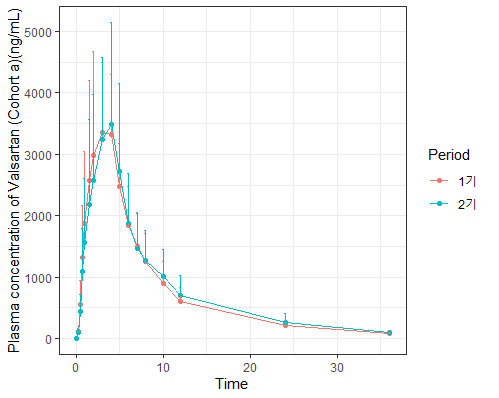 Plasma concentration of Valsartan (Cohort a)(ng/mL)
5000
4000
3000
2000
1000
0
0
10
20
30
Time
Period
1기
2기